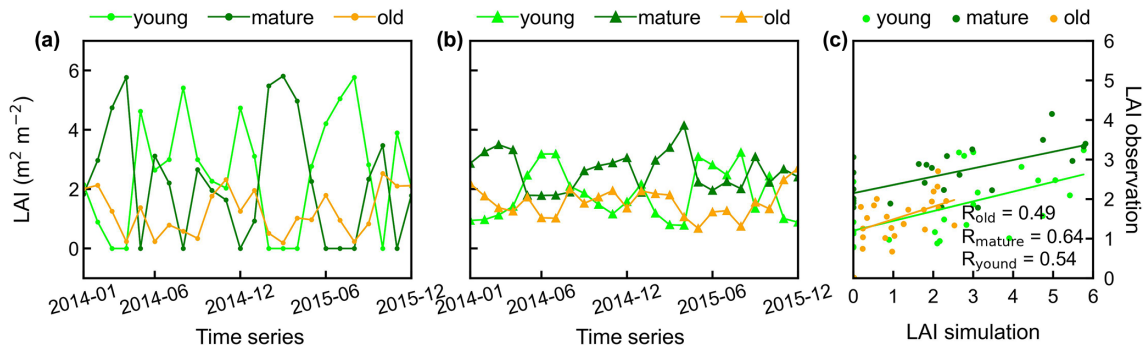 young mature old
(a)
6
4
2
0
LAI (m² m⁻²)
2014-01 2014-06 2014-12 2015-06 2015-12
Time series
young mature old
(b)
2014-01 2014-06 2014-12 2015-06 2015-12
Time series
young mature old
(c)
6
5
4
3
2
1
0
LAI observation
R_old = 0.49
R_mature = 0.64
R_yound = 0.54
0 1 2 3 4 5 6
LAI simulation